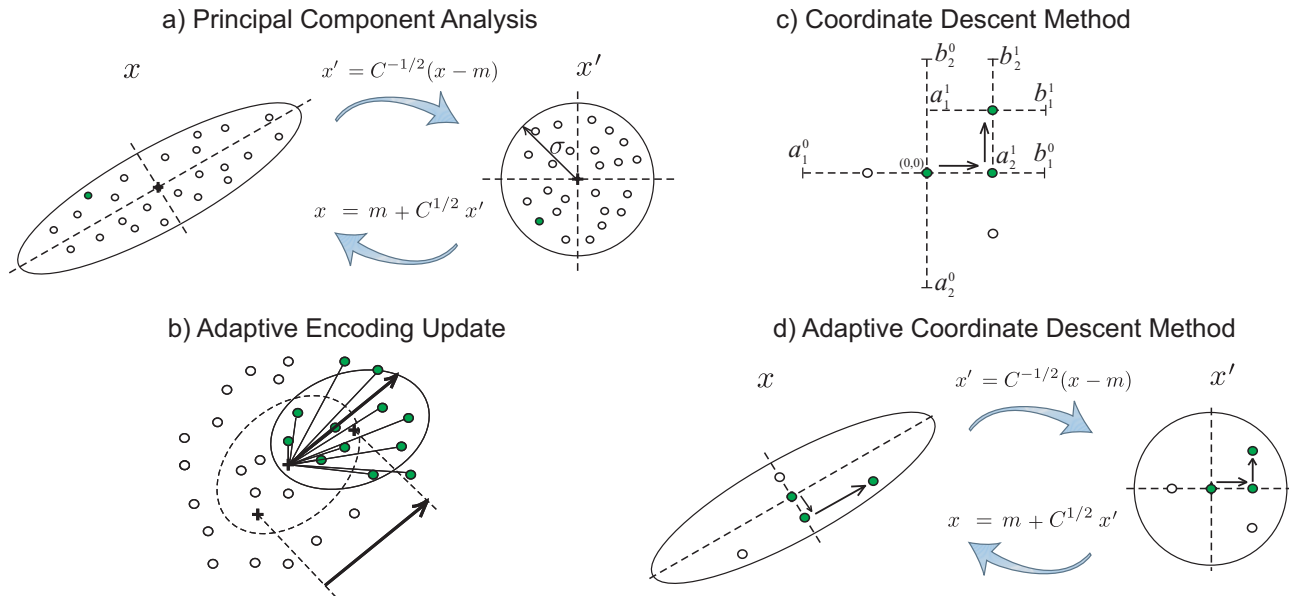 a) Principal Component Analysis
x
x′ = C^{-1/2}(x − m)
x′
σ
x = m + C^{1/2} x′
c) Coordinate Descent Method
b_2^0
b_2^1
a_1^1
b_1^1
a_1^0
(0,0)
a_2^1
b_1^0
a_2^0
b) Adaptive Encoding Update
d) Adaptive Coordinate Descent Method
x
x′ = C^{-1/2}(x − m)
x′
x = m + C^{1/2} x′